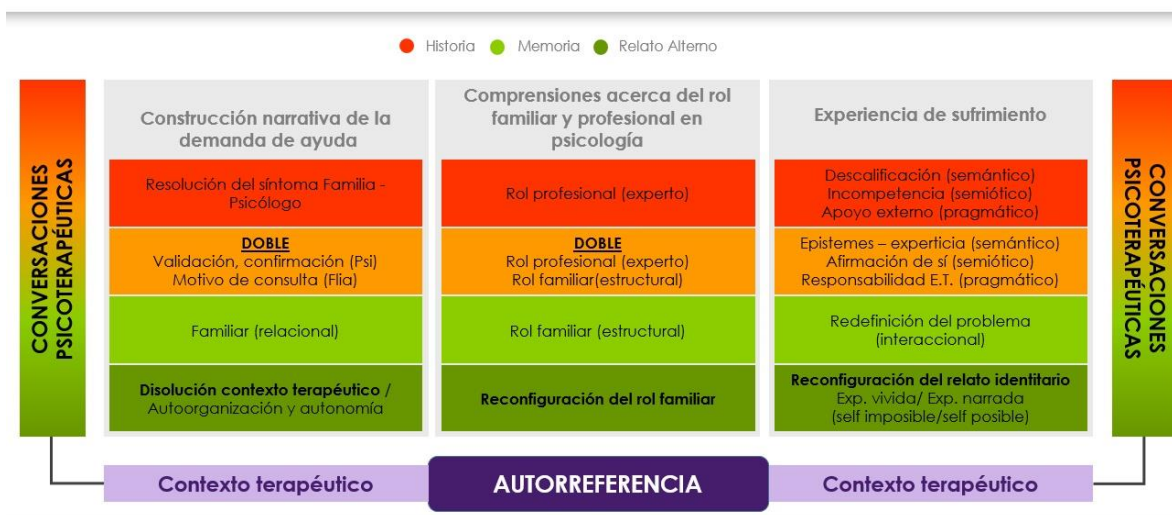 Historia
Memoria
Relato Alterno
CONVERSACIONES
PSICOTERAPÉUTICAS
Construcción narrativa de la
demanda de ayuda
Comprensiones acerca del rol
familiar y profesional en
psicología
Experiencia de sufrimiento
Resolución del síntoma Familia -
Psicólogo
Rol profesional (experto)
Descalificación (semántico)
Incompetencia (semiótico)
Apoyo externo (pragmático)
DOBLE
Validación, confirmación (Psi)
Motivo de consulta (Flia)
DOBLE
Rol profesional (experto)
Rol familiar(estructural)
Epistemes – experticia (semántico)
Afirmación de sí (semiótico)
Responsabilidad E.T. (pragmático)
Familiar (relacional)
Rol familiar (estructural)
Redefinición del problema
(interaccional)
Disolución contexto terapéutico /
Autoorganización y autonomía
Reconfiguración del rol familiar
Reconfiguración del relato identitario
Exp. vivida/ Exp. narrada
(self imposible/self posible)
CONVERSACIONES
PSICOTERAPÉUTICAS
Contexto terapéutico
AUTORREFERENCIA
Contexto terapéutico